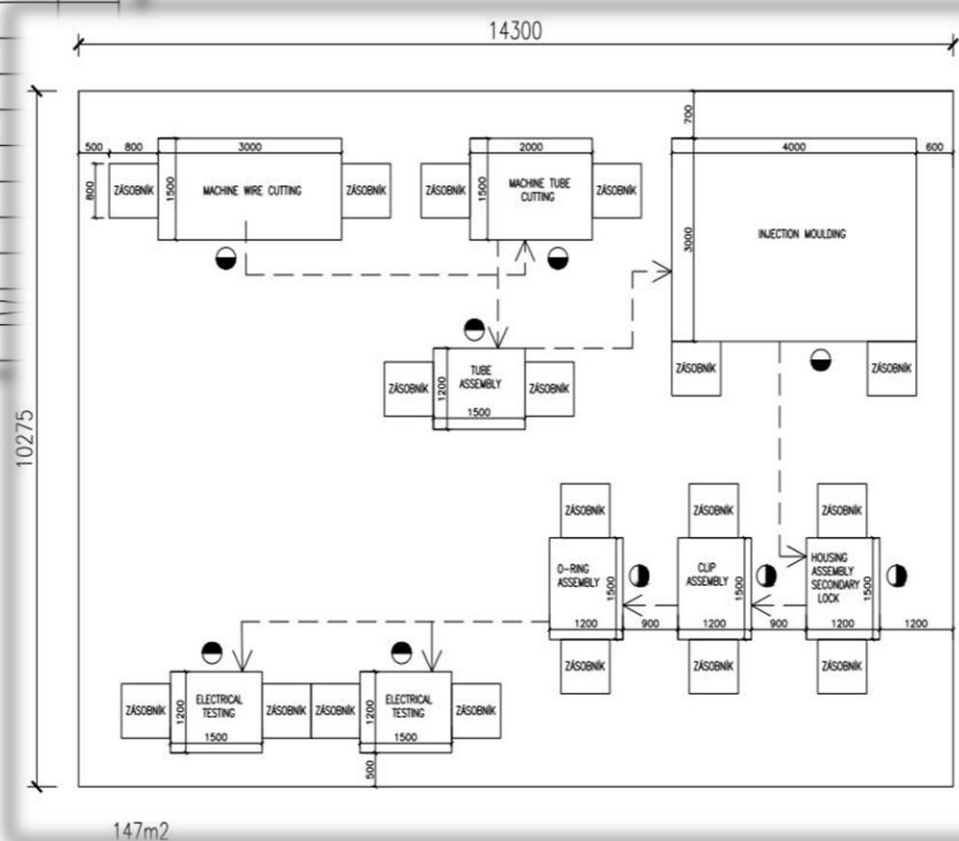 14300
700
500 800 3000 2000 4000 600
ZÁSOBNÍK
800
1500
MACHINE WIRE CUTTING
ZÁSOBNÍK
ZÁSOBNÍK
1500
MACHINE TUBE
CUTTING
ZÁSOBNÍK
3000
INJECTION MOULDING
ZÁSOBNÍK
ZÁSOBNÍK
ZÁSOBNÍK
1200
TUBE
ASSEMBLY
1500
ZÁSOBNÍK
10275
ZÁSOBNÍK
ZÁSOBNÍK
ZÁSOBNÍK
O-RING
ASSEMBLY
1500
CLIP
ASSEMBLY
1500
HOUSING
ASSEMBLY
SECONDARY
LOCK
1500
1200 900 1200 900 1200 1200
ZÁSOBNÍK
ZÁSOBNÍK
ZÁSOBNÍK
ZÁSOBNÍK
1200
ELECTRICAL
TESTING
1500
ZÁSOBNÍK
ZÁSOBNÍK
1200
ELECTRICAL
TESTING
1500
ZÁSOBNÍK
500
147m2